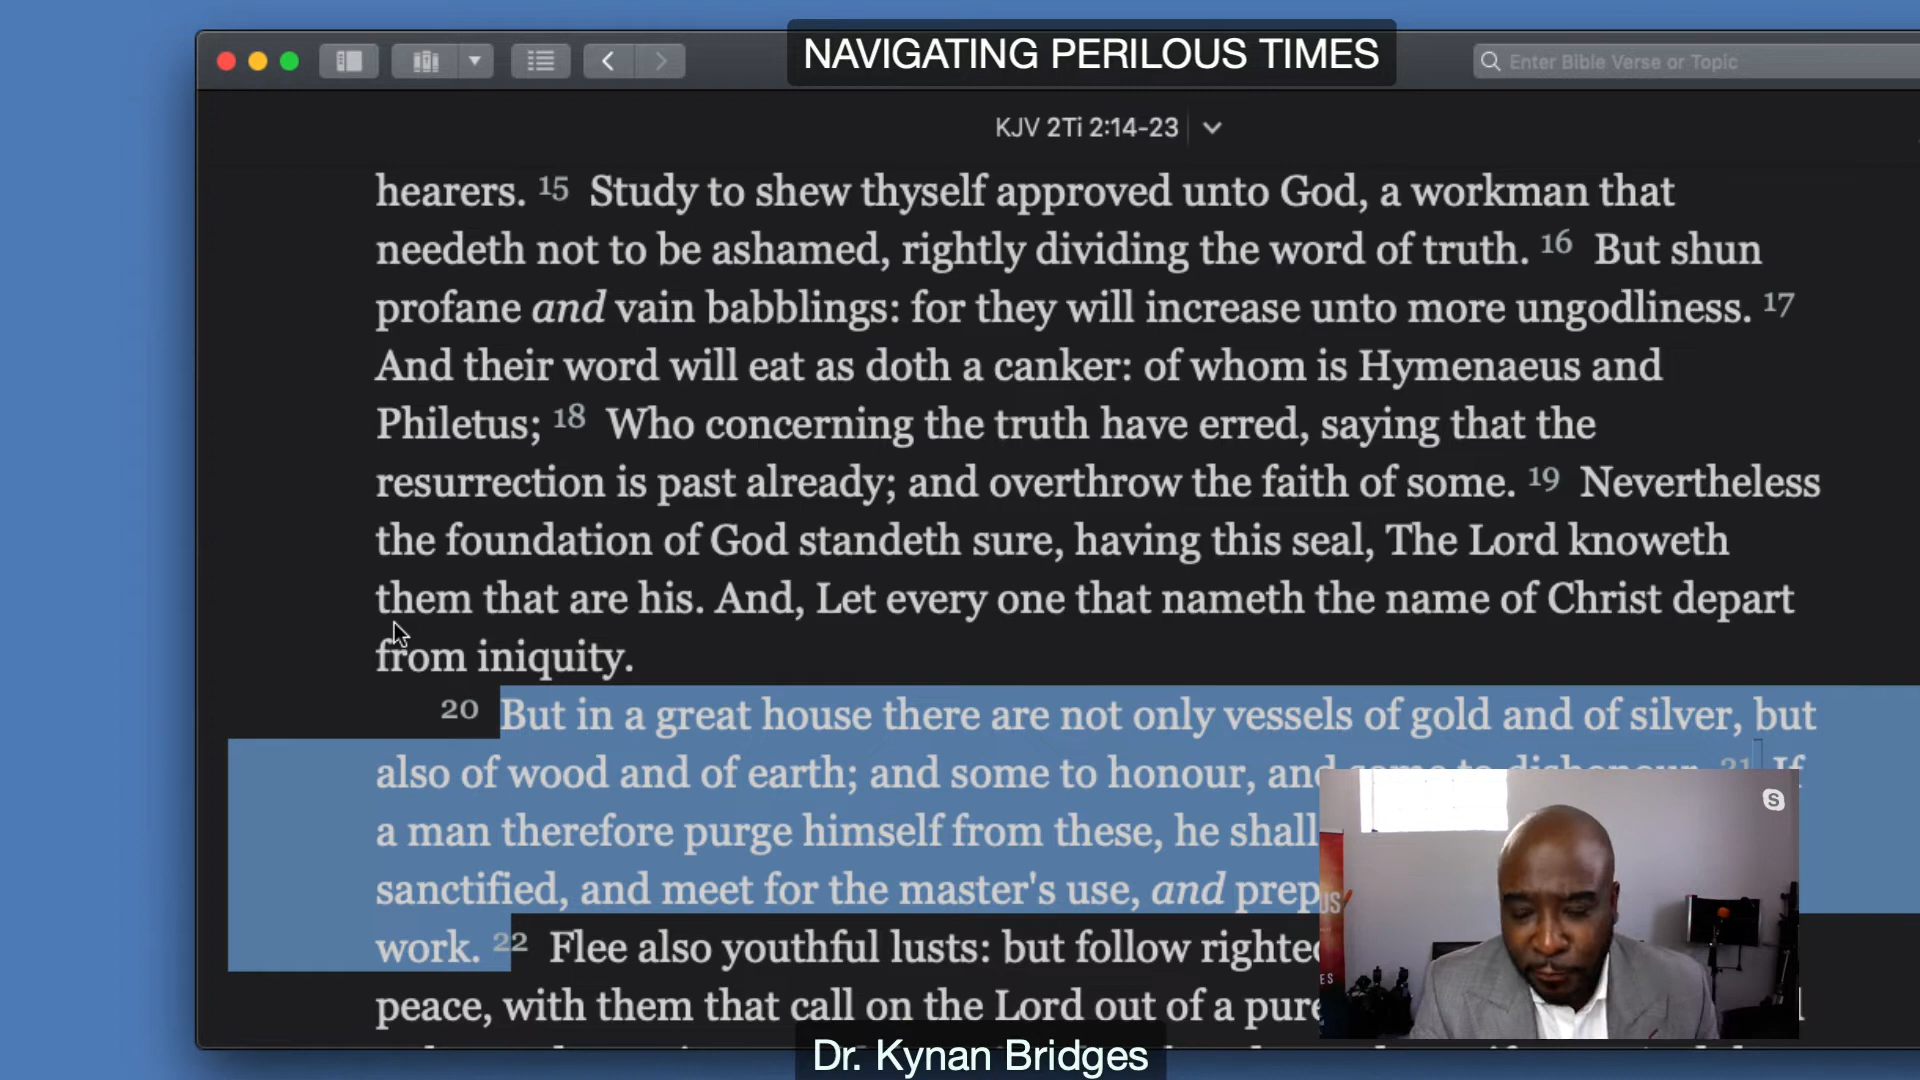 NAVIGATING PERILOUS TIMES
Enter Bible Verse or Topic
KJV 2Ti 2:14-23
hearers. 15 Study to shew thyself approved unto God, a workman that
needeth not to be ashamed, rightly dividing the word of truth. 16 But shun
profane and vain babblings: for they will increase unto more ungodliness. 17
And their word will eat as doth a canker: of whom is Hymenaeus and
Philetus; 18 Who concerning the truth have erred, saying that the
resurrection is past already; and overthrow the faith of some. 19 Nevertheless
the foundation of God standeth sure, having this seal, The Lord knoweth
them that are his. And, Let every one that nameth the name of Christ depart
from iniquity.
20 But in a great house there are not only vessels of gold and of silver, but
also of wood and of earth; and some to honour, and some to dishonour. 21 If
a man therefore purge himself from these, he shall
sanctified, and meet for the master's use, and prep
work. 22 Flee also youthful lusts: but follow righteo
peace, with them that call on the Lord out of a pure
US
ES
Dr. Kynan Bridges